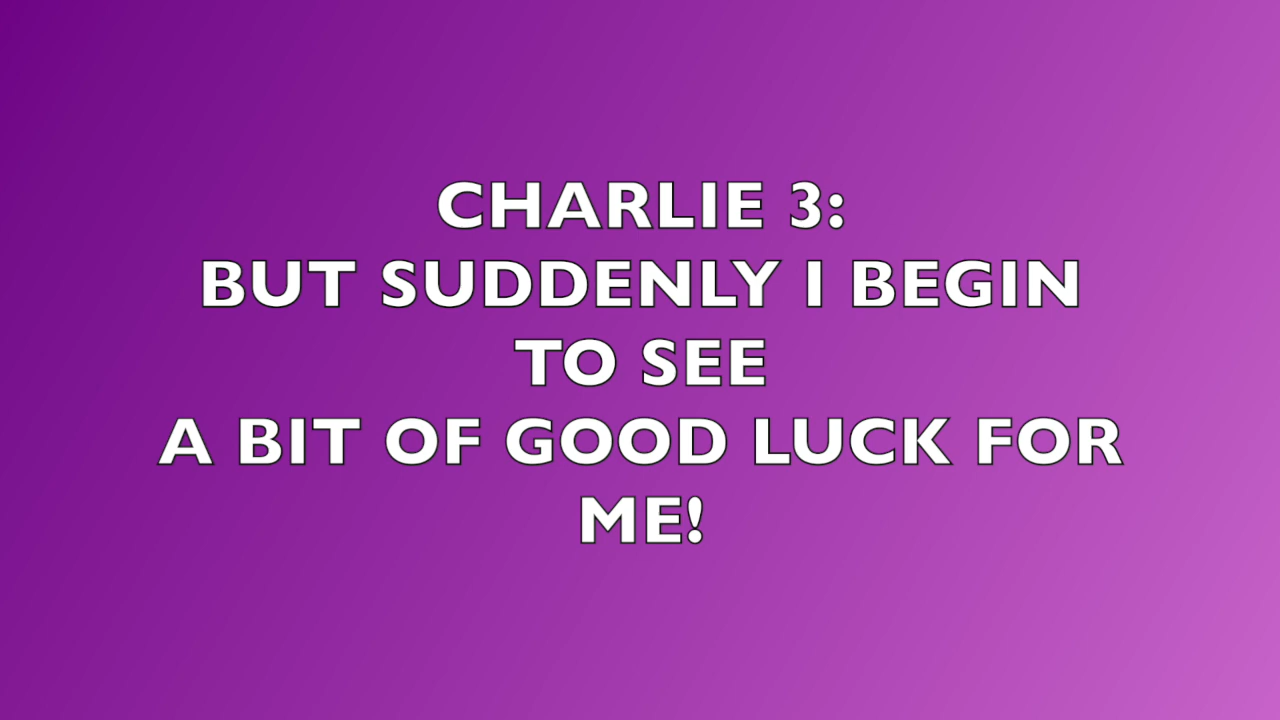 CHARLIE 3:
BUT SUDDENLY I BEGIN
TO SEE
A BIT OF GOOD LUCK FOR
ME!